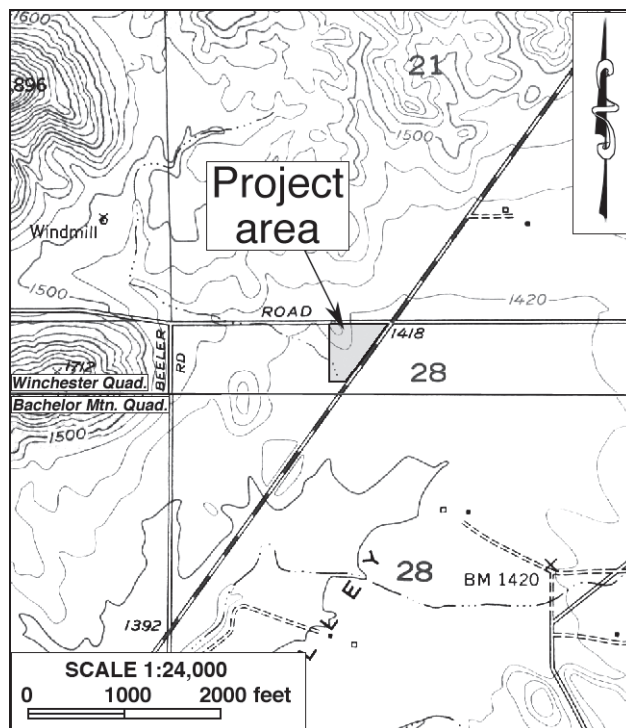 1600
896
21
1500
Project
area
Windmill
1500
ROAD
1420
1418
BEELER
RD
1712
28
Winchester Quad.
Bachelor Mtn. Quad.
1500
28
BM 1420
L E Y
1392
SCALE 1:24,000
0 1000 2000 feet